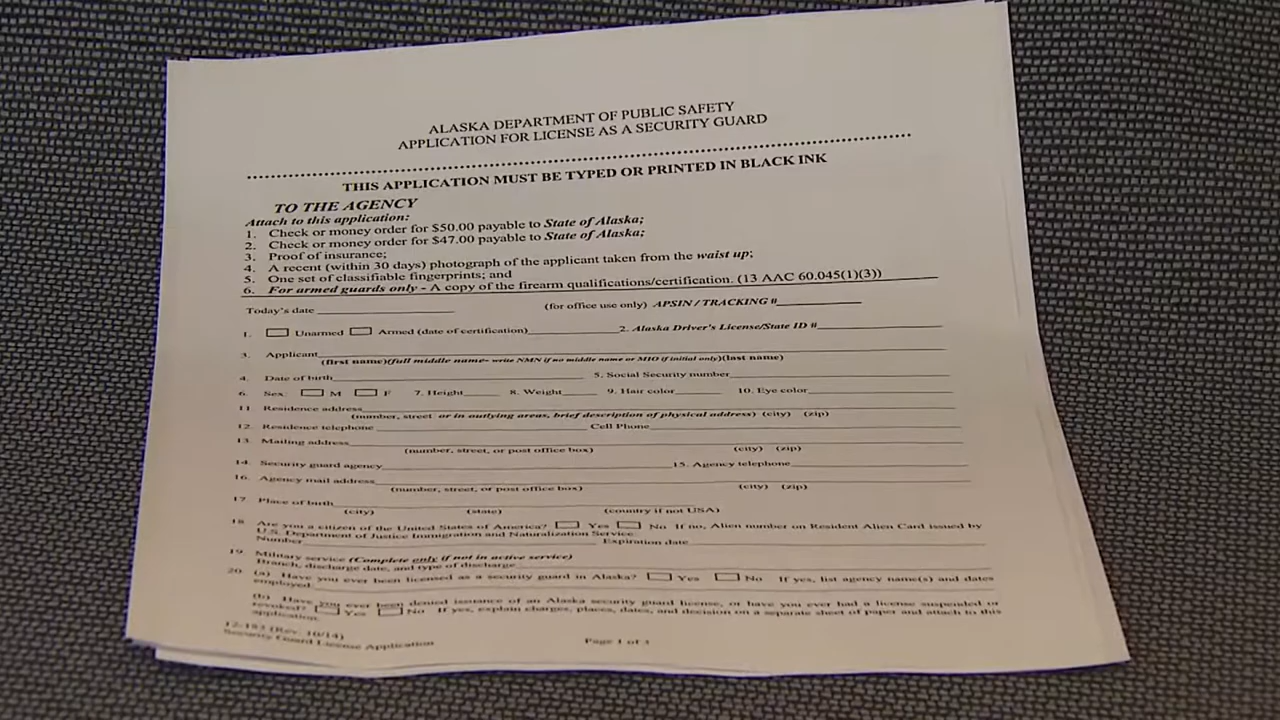 ALASKA DEPARTMENT OF PUBLIC SAFETY
APPLICATION FOR LICENSE AS A SECURITY GUARD
THIS APPLICATION MUST BE TYPED OR PRINTED IN BLACK INK
TO THE AGENCY
Attach to this application:
1. Check or money order for $50.00 payable to State of Alaska;
2. Check or money order for $47.00 payable to State of Alaska;
3. Proof of insurance;
4. A recent (within 30 days) photograph of the applicant taken from the waist up;
5. One set of classifiable fingerprints; and
6. For armed guards only - A copy of the firearm qualifications/certification. (13 AAC 60.045(1)(3))
Today's date (for office use only) APSIN / TRACKING #
1. Unarmed Armed (date of certification) 2. Alaska Driver's License/State ID #
3. Applicant
(first name)(full middle name- write NMN if no middle name or MIO if initial only)(last name)
4. Date of birth 5. Social Security number
6. Sex: M F 7. Height 8. Weight 9. Hair color 10. Eye color
11. Residence address
(number, street or in outlying areas, brief description of physical address) (city) (zip)
12. Residence telephone Cell Phone
13. Mailing address
(number, street, or post office box) (city) (zip)
14. Security guard agency 15. Agency telephone
16. Agency mail address
(number, street, or post office box) (city) (zip)
17. Place of birth
(city) (state) (country if not USA)
18. Are you a citizen of the United States of America? Yes No If no, Alien number on Resident Alien Card issued by
U.S. Department of Justice Immigration and Naturalization Service:
Number Expiration date
19. Military service (Complete only if not in active service)
Branch, discharge date, and type of discharge
20. (a) Have you ever been licensed as a security guard in Alaska? Yes No If yes, list agency name(s) and dates
employed
(b) Have you ever been denied issuance of an Alaska security guard license, or have you ever had a license suspended or
revoked? Yes No If yes, explain charges, places, dates, and decision on a separate sheet of paper and attach to this
application.
12-183 (Rev. 10/14)
Security Guard License Application Page 1 of 3